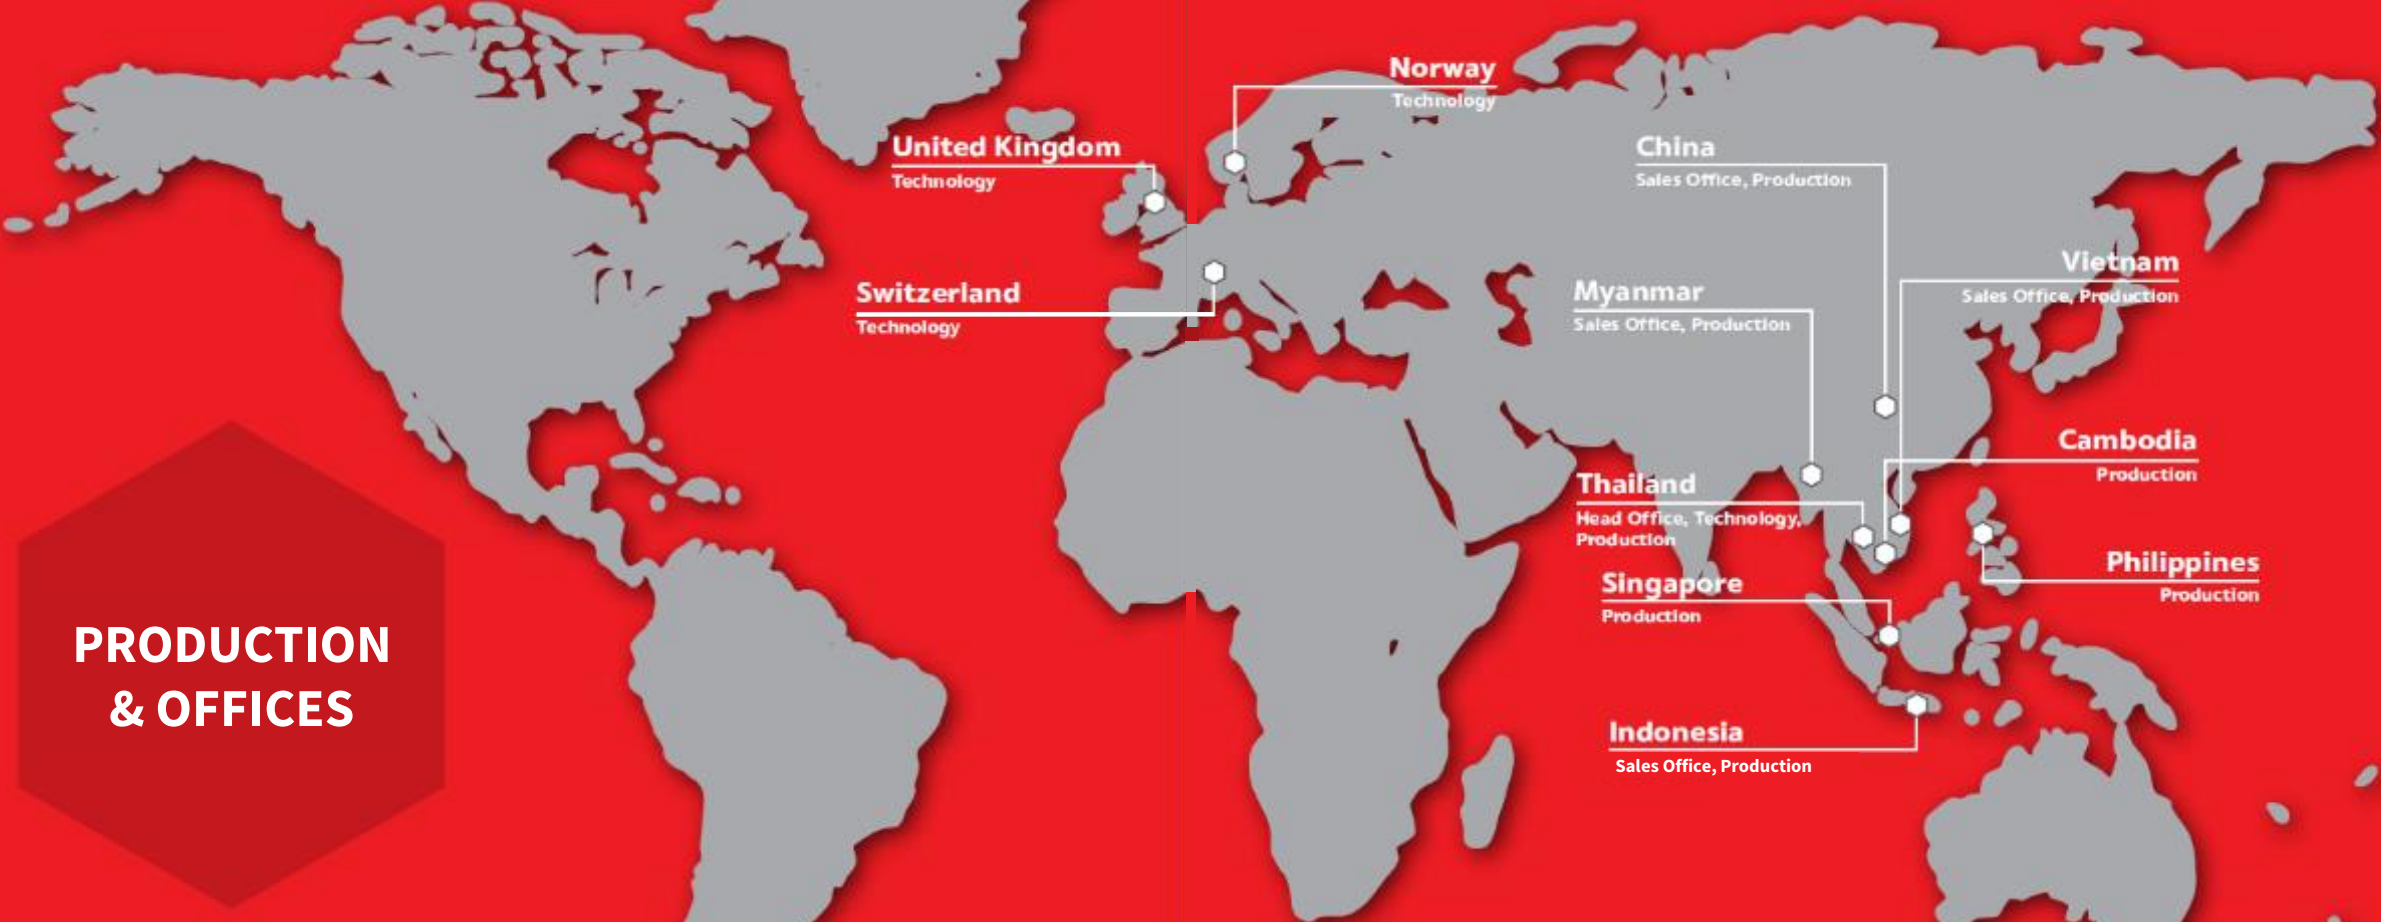 Norway
Technology
United Kingdom
Technology
China
Sales Office, Production
Vietnam
Sales Office, Production
Switzerland
Technology
Myanmar
Sales Office, Production
Cambodia
Production
Thailand
Head Office, Technology,
Production
Philippines
Production
Singapore
Production
Indonesia
Sales Office, Production
PRODUCTION
& OFFICES